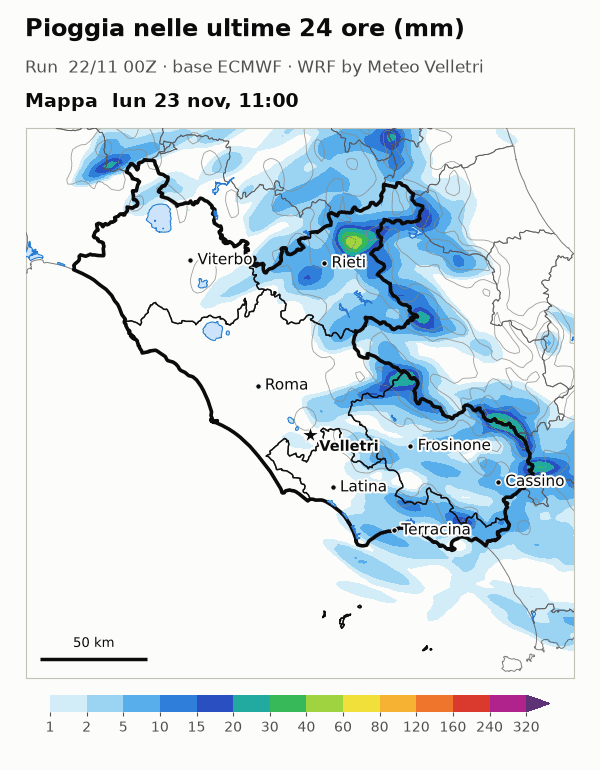 Pioggia nelle ultime 24 ore (mm)
Run  22/11 00Z · base ECMWF · WRF by Meteo Velletri
Mappa  lun 23 nov, 11:00
Viterbo
Rieti
Roma
Velletri
Frosinone
Cassino
Latina
Terracina
50 km
1 2 5 10 15 20 30 40 60 80 120 160 240 320